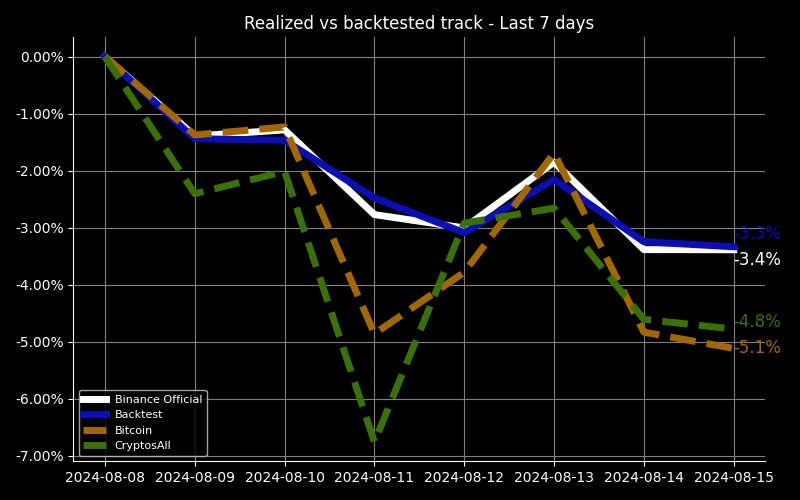 Realized vs backtested track - Last 7 days
0.00%
-1.00%
-2.00%
-3.00%
-4.00%
-5.00%
-6.00%
-7.00%
-3.3%
-3.4%
-4.8%
-5.1%
Binance Official
Backtest
Bitcoin
CryptosAll
2024-08-08 2024-08-09 2024-08-10 2024-08-11 2024-08-12 2024-08-13 2024-08-14 2024-08-15